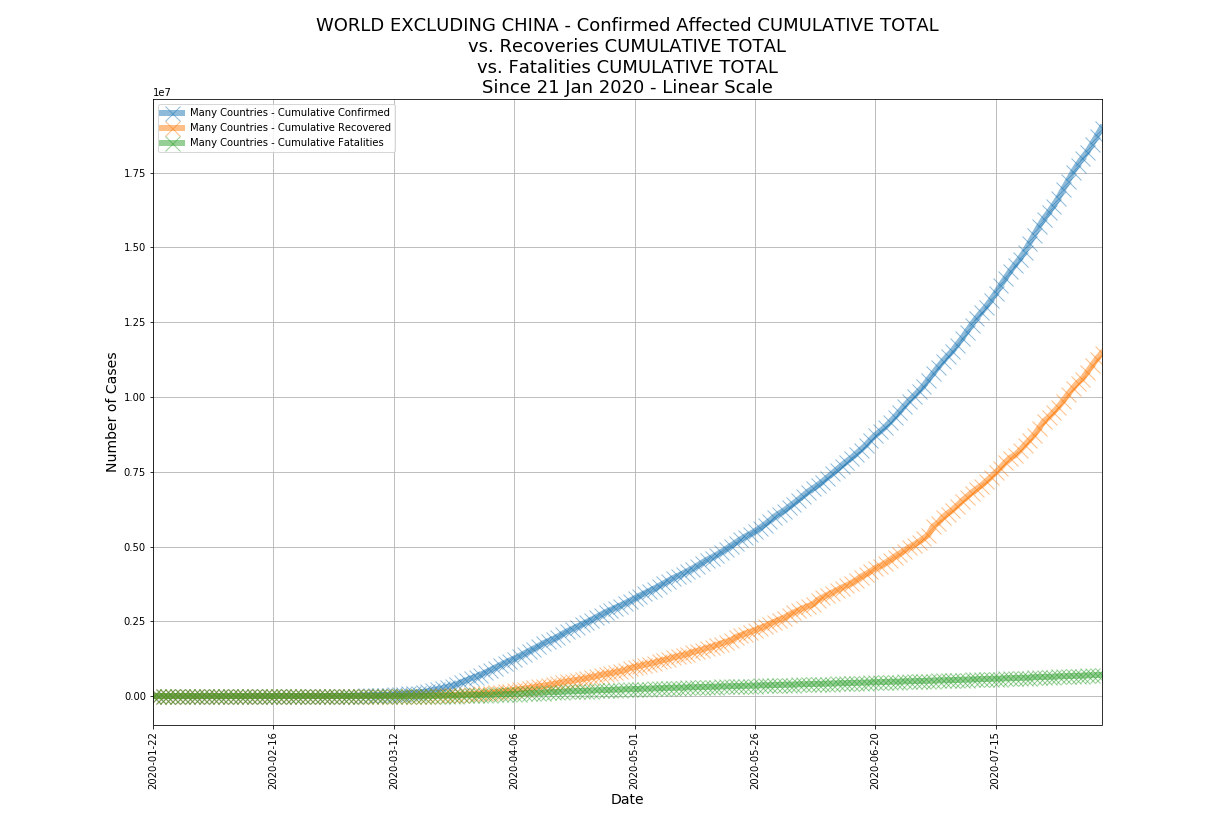 WORLD EXCLUDING CHINA - Confirmed Affected CUMULATIVE TOTAL
vs. Recoveries CUMULATIVE TOTAL
vs. Fatalities CUMULATIVE TOTAL
Since 21 Jan 2020 - Linear Scale
1e7
Many Countries - Cumulative Confirmed
Many Countries - Cumulative Recovered
Many Countries - Cumulative Fatalities
1.75
1.50
1.25
1.00
0.75
0.50
0.25
0.00
Number of Cases
2020-01-22
2020-02-16
2020-03-12
2020-04-06
2020-05-01
2020-05-26
2020-06-20
2020-07-15
Date